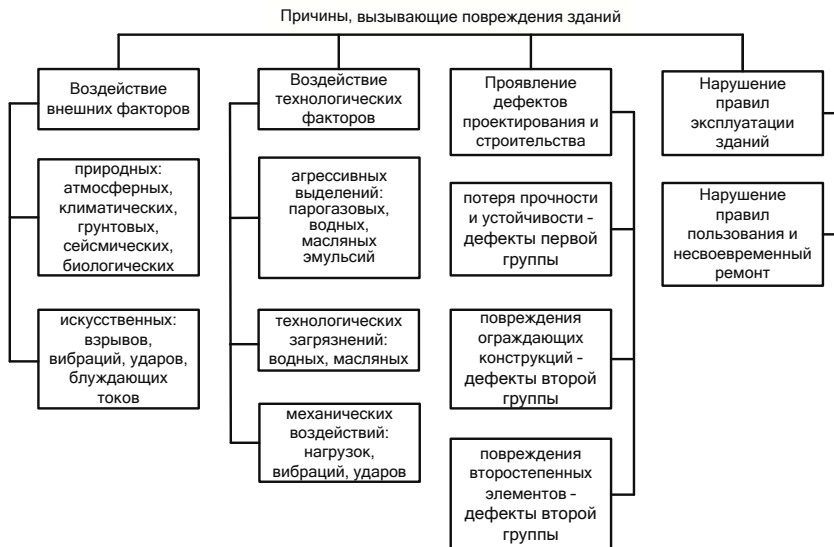 Причины, вызывающие повреждения зданий
Воздействие
внешних факторов
природных:
атмосферных,
климатических,
грунтовых,
сейсмических,
биологических
искусственных:
взрывов,
вибраций, ударов,
блуждающих
токов
Воздействие
технологических
факторов
агрессивных
выделений:
парогазовых,
водных,
масляных
эмульсий
технологических
загрязнений:
водных, масляных
механических
воздействий:
нагрузок,
вибраций, ударов
Проявление
дефектов
проектирования и
строительства
потеря прочности
и устойчивости –
дефекты первой
группы
повреждения
ограждающих
конструкций –
дефекты второй
группы
повреждения
второстепенных
элементов –
дефекты второй
группы
Нарушение
правил
эксплуатации
зданий
Нарушение
правил
пользования и
несвоевременный
ремонт